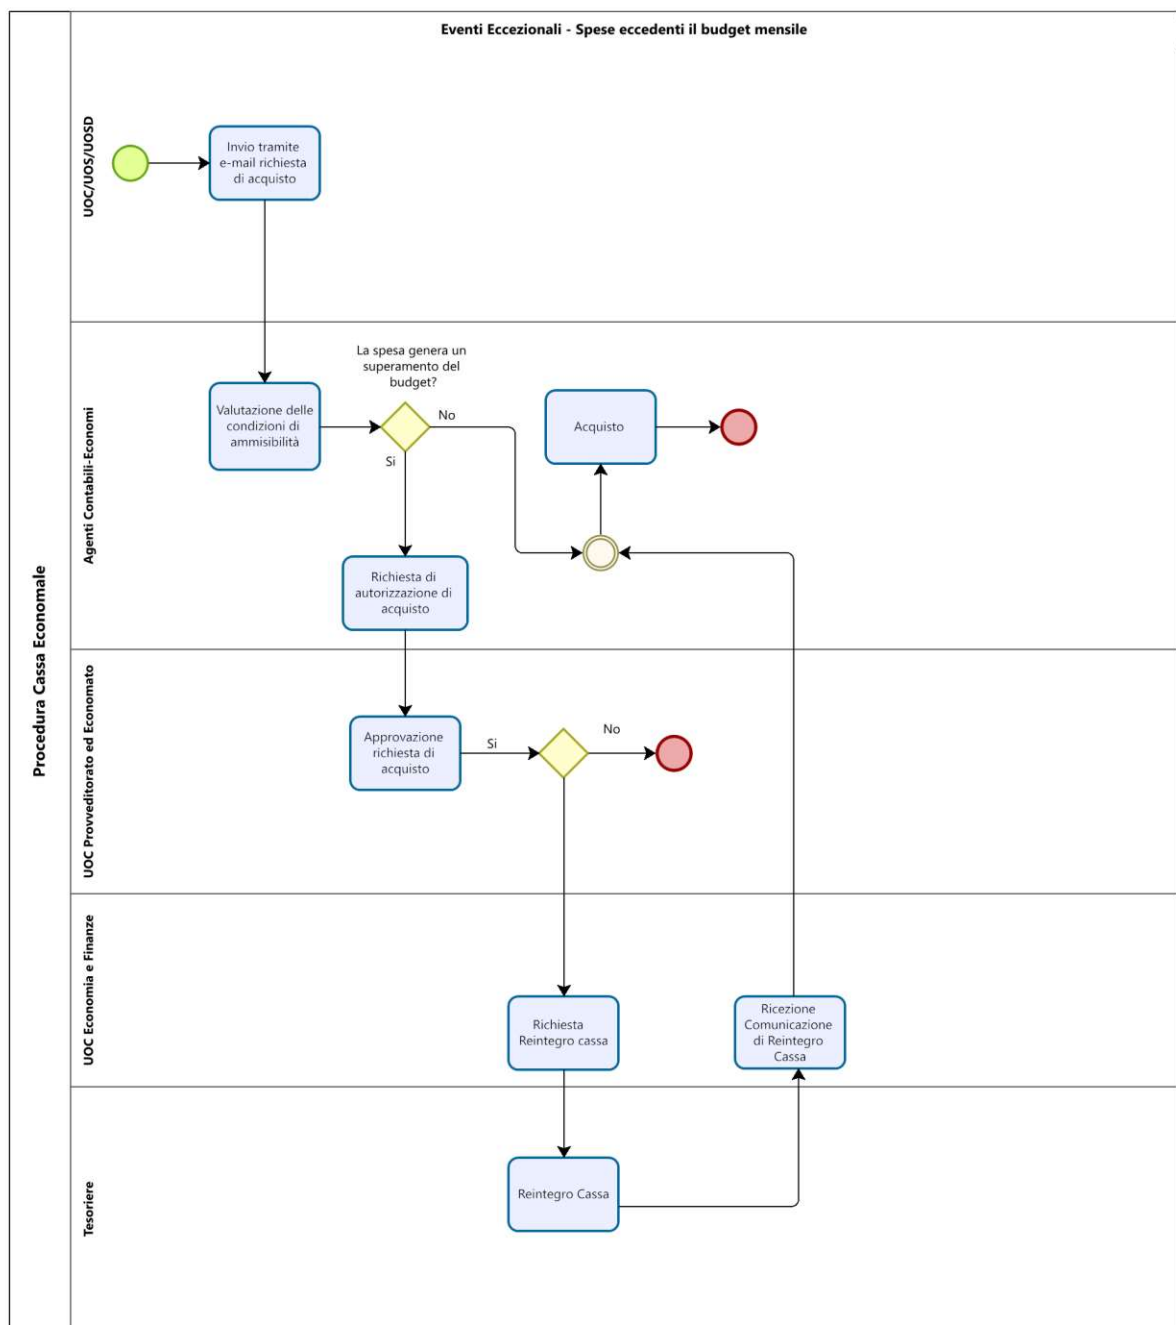 Eventi Eccezionali - Spese eccedenti il budget mensile
Procedura Cassa Economale
UOC/UOS/UOSD
Invio tramite
e-mail richiesta
di acquisto
Agenti Contabili-Economi
Valutazione delle
condizioni di
ammisibilità
La spesa genera un
superamento del
budget?
No
Si
Acquisto
Richiesta di
autorizzazione di
acquisto
UOC Provveditorato ed Economato
Approvazione
richiesta di
acquisto
Si
No
UOC Economia e Finanze
Richiesta
Reintegro cassa
Ricezione
Comunicazione
di Reintegro
Cassa
Tesoriere
Reintegro Cassa